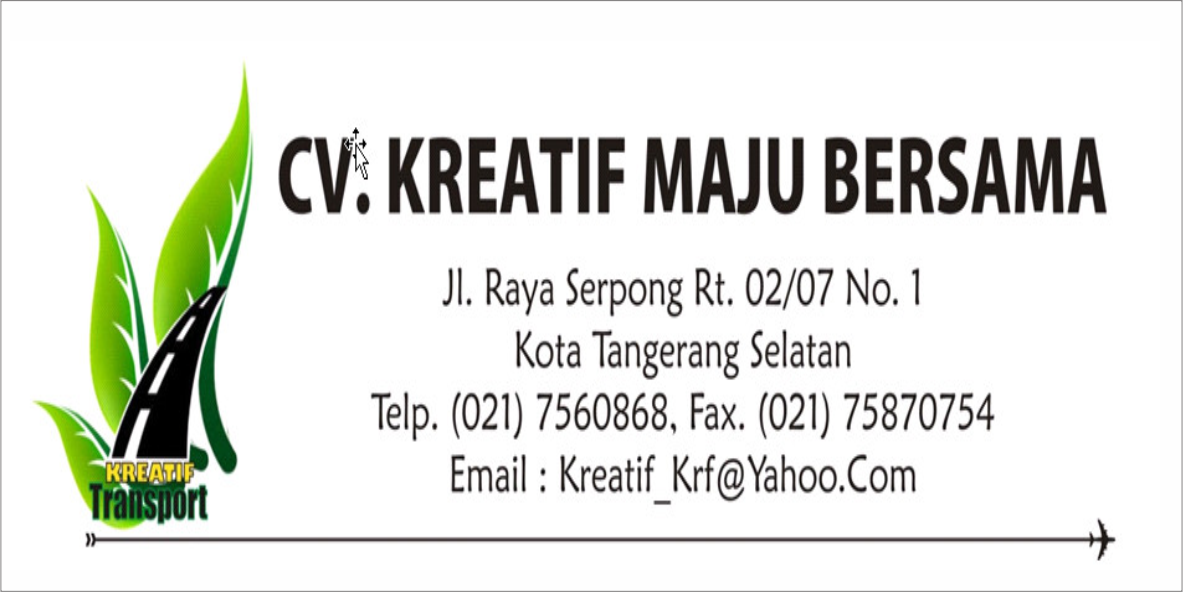 CV. KREATIF MAJU BERSAMA
Jl. Raya Serpong Rt. 02/07 No. 1
Kota Tangerang Selatan
Telp. (021) 7560868, Fax. (021) 75870754
Email : Kreatif_Krf@Yahoo.Com
KREATIF
Transport